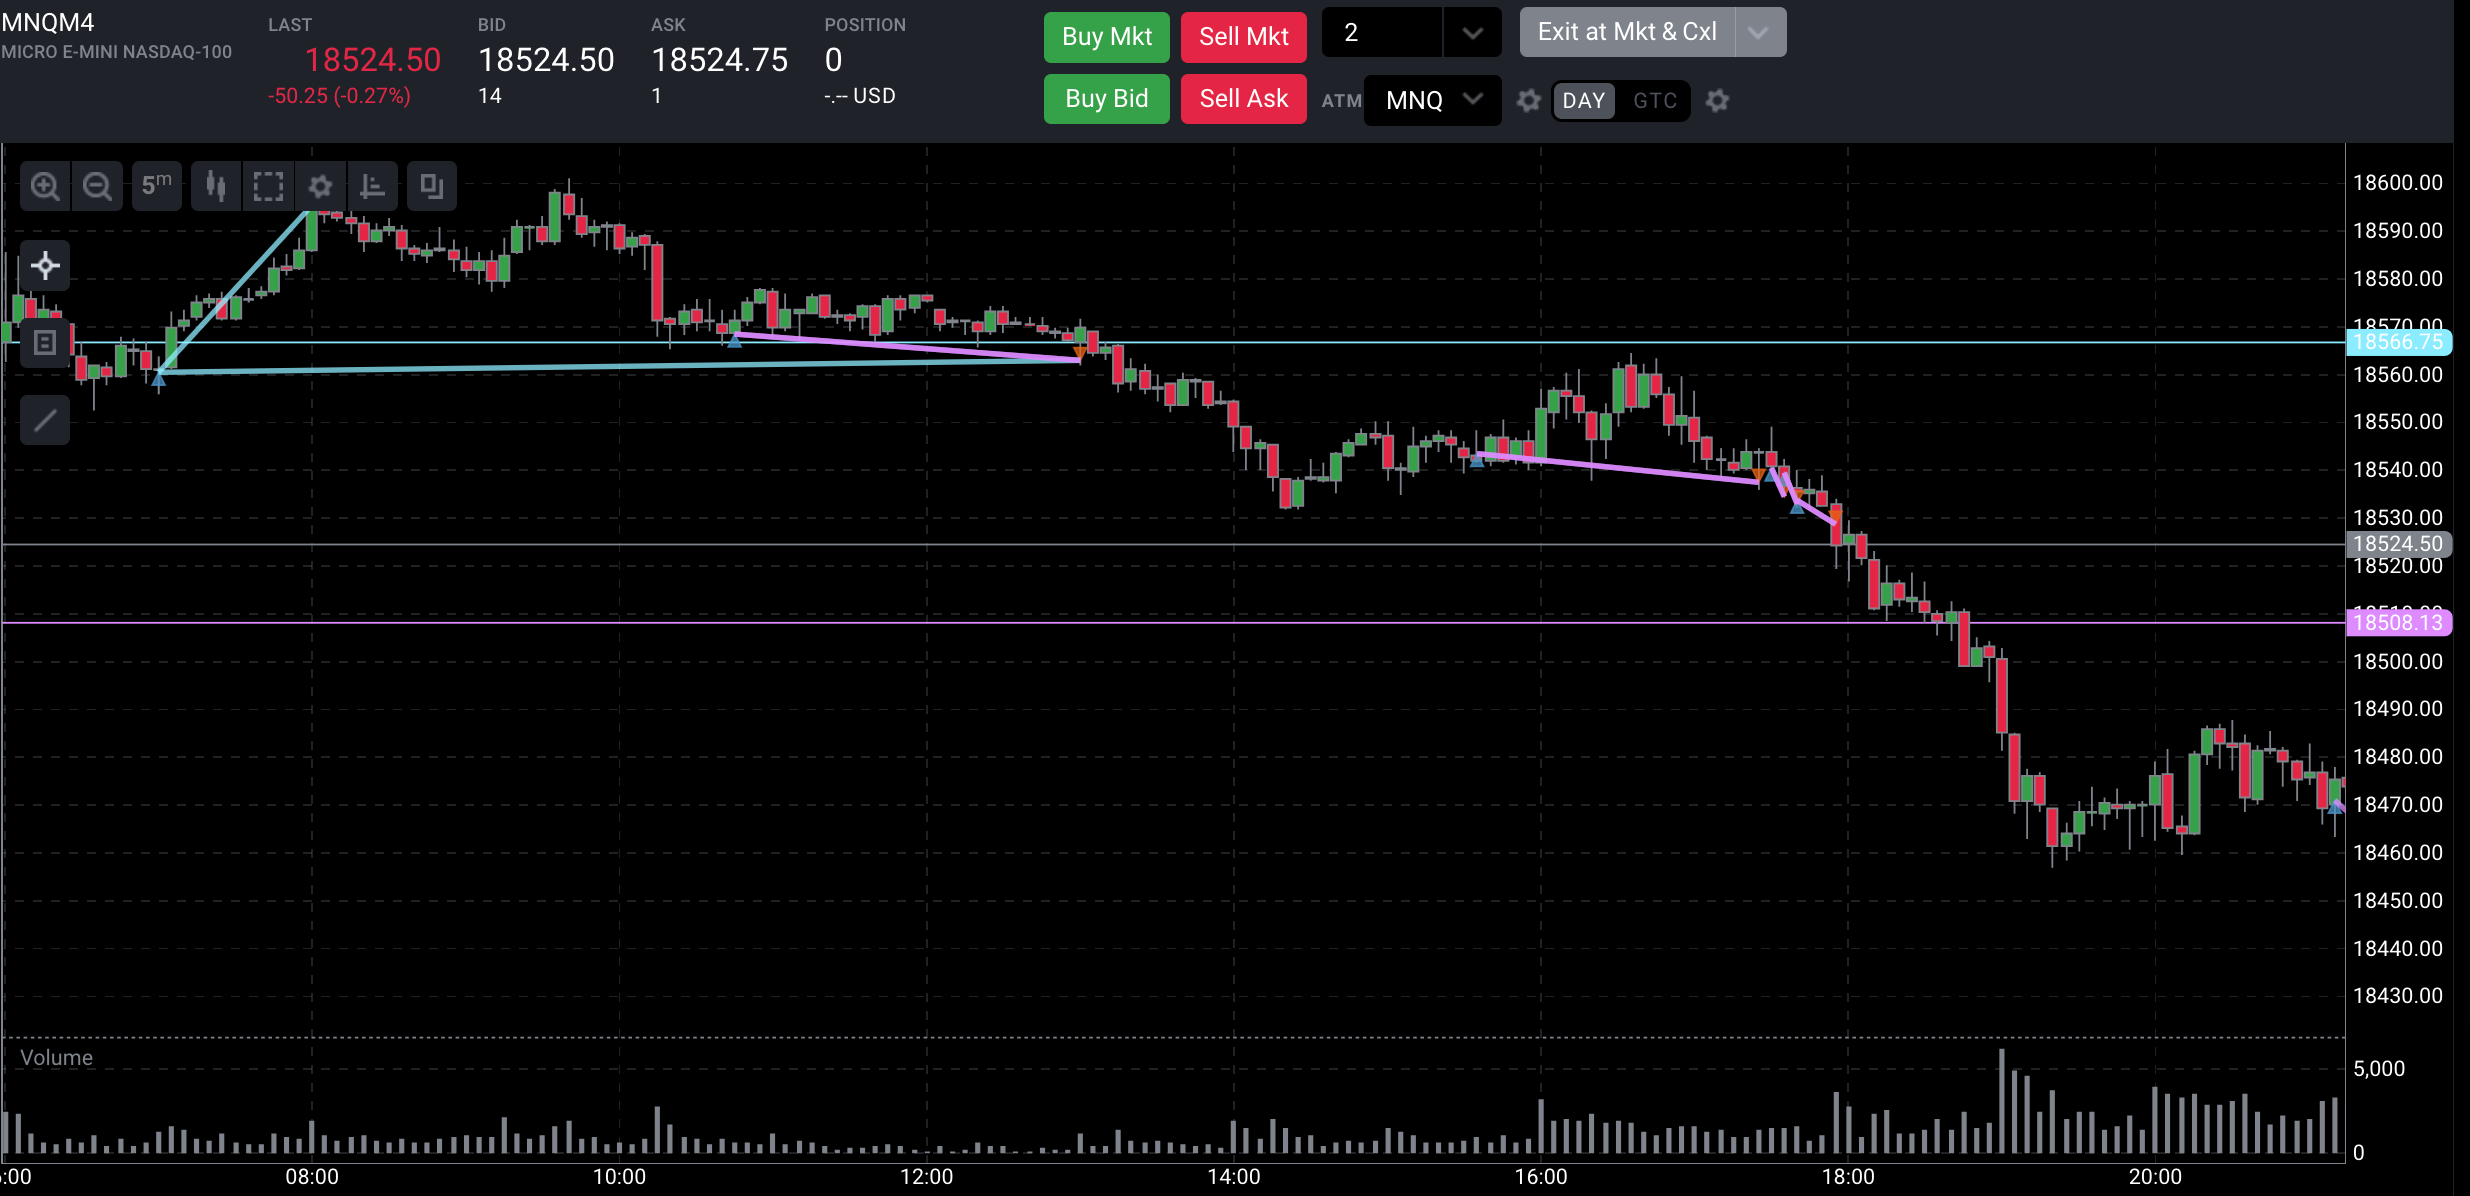 MNQM4
MICRO E-MINI NASDAQ-100
LAST
18524.50
-50.25 (-0.27%)
BID
18524.50
14
ASK
18524.75
1
POSITION
0
-.-- USD
Buy Mkt
Sell Mkt
2
Exit at Mkt & Cxl
Buy Bid
Sell Ask
ATM
MNQ
DAY
GTC
5m
18600.00
18590.00
18580.00
18570.00
18566.75
18560.00
18550.00
18540.00
18530.00
18524.50
18520.00
18510.00
18508.13
18500.00
18490.00
18480.00
18470.00
18460.00
18450.00
18440.00
18430.00
Volume
5,000
0
:00
08:00
10:00
12:00
14:00
16:00
18:00
20:00